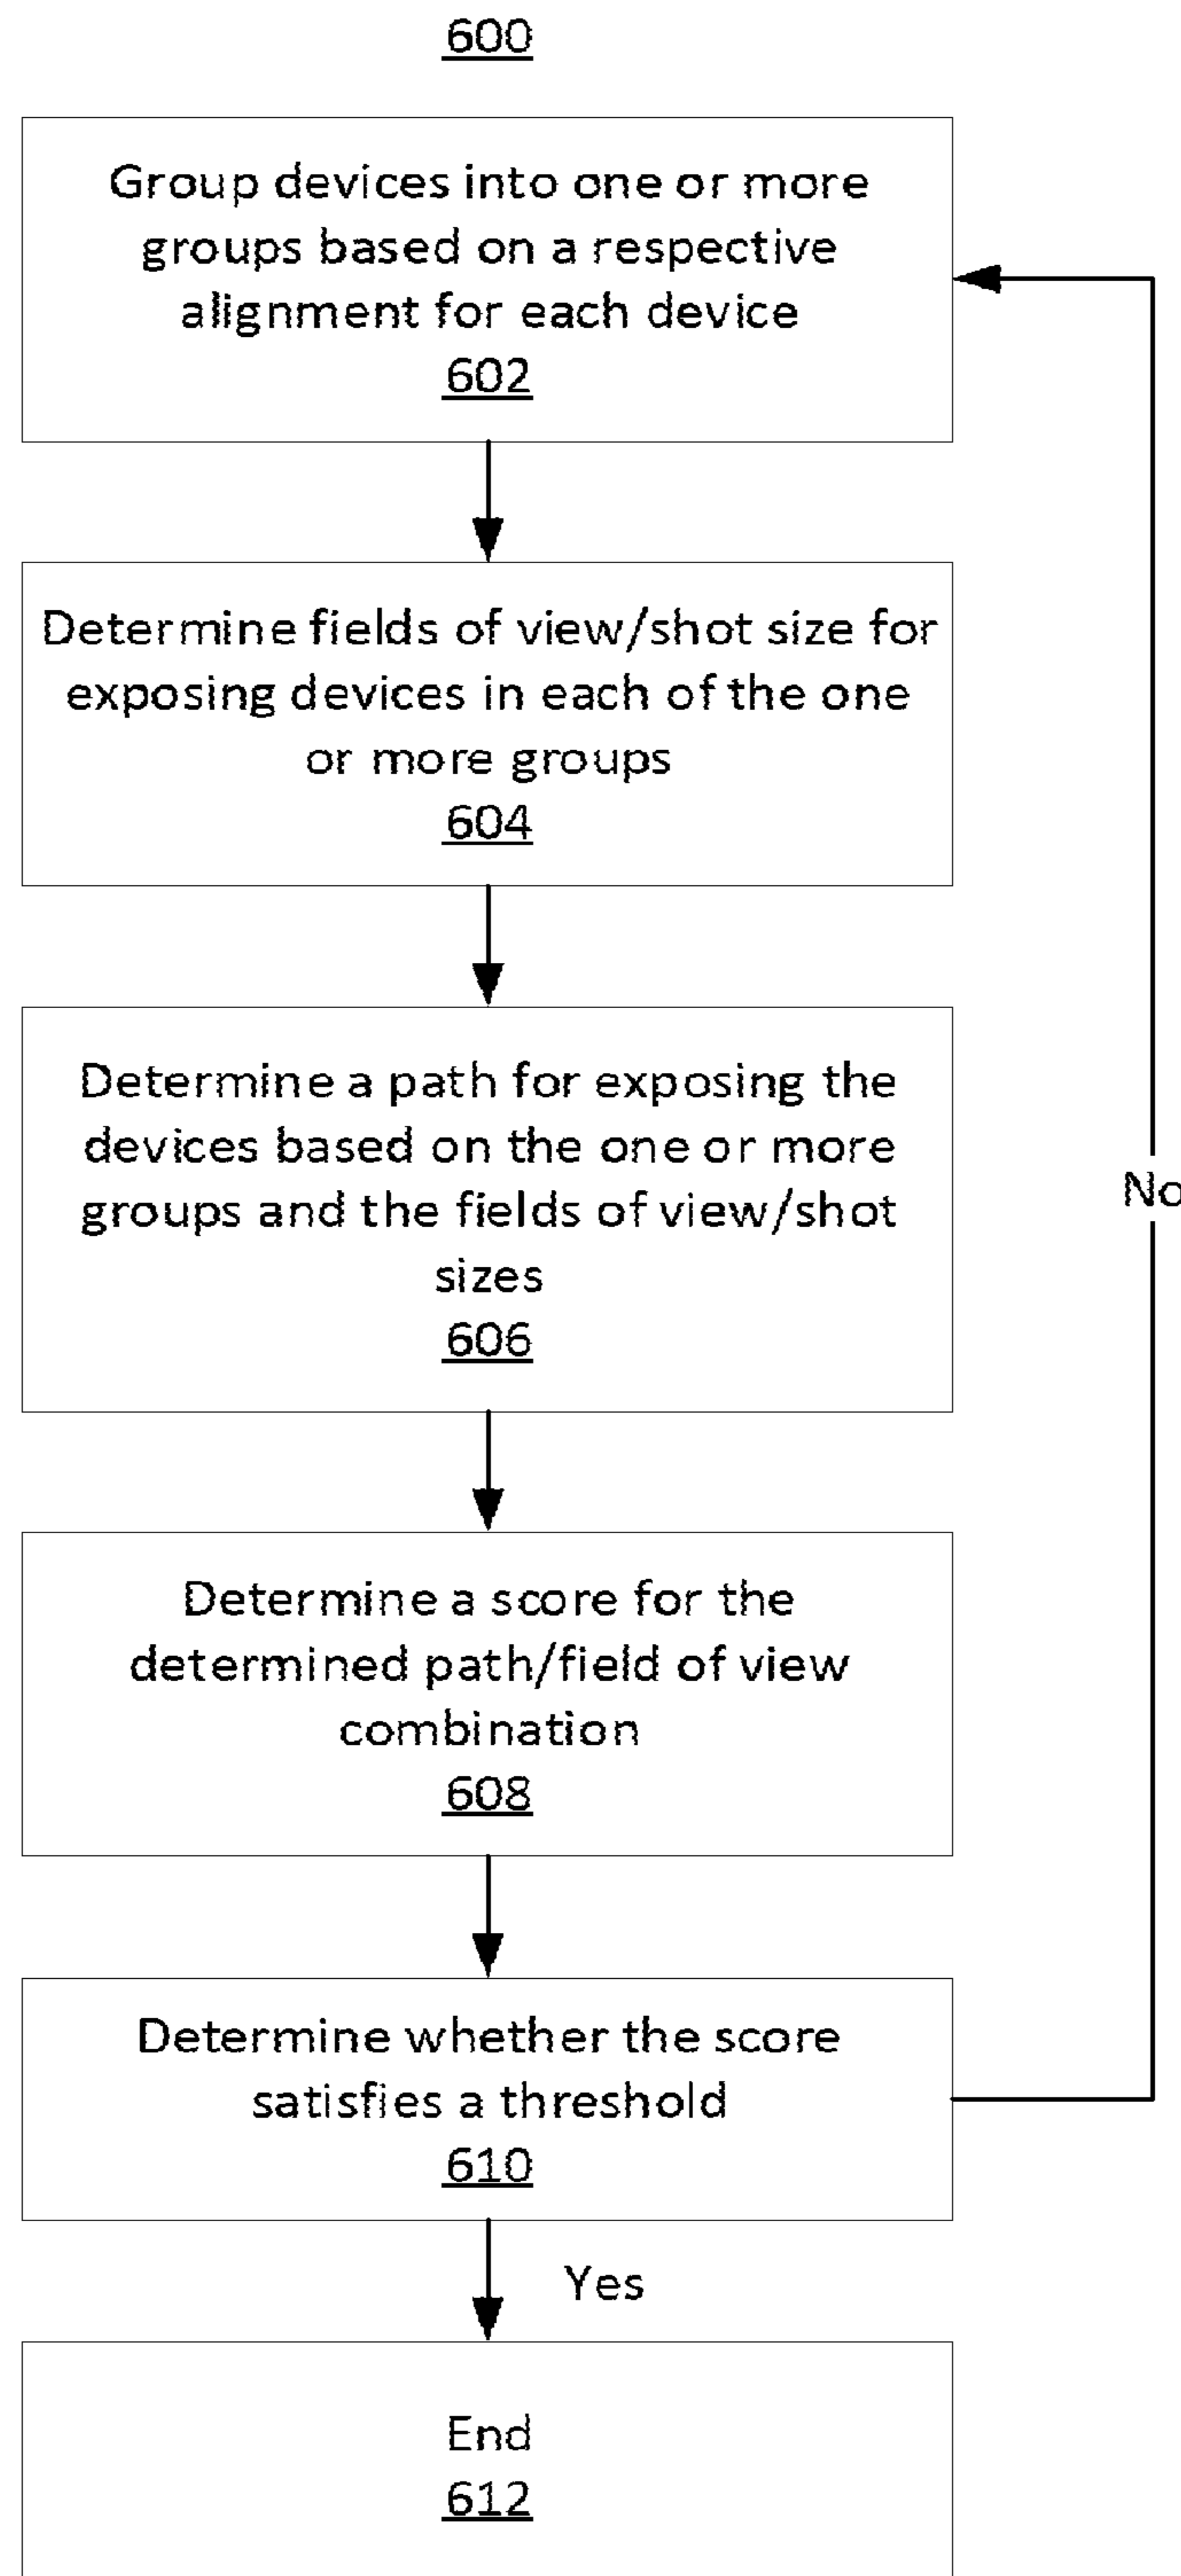 600
Group devices into one or more
groups based on a respective
alignment for each device
602
Determine fields of view/shot size for
exposing devices in each of the one
or more groups
604
Determine a path for exposing the
devices based on the one or more
groups and the fields of view/shot
sizes
606
No
Determine a score for the
determined path/field of view
combination
608
Determine whether the score
satisfies a threshold
610
Yes
End
612